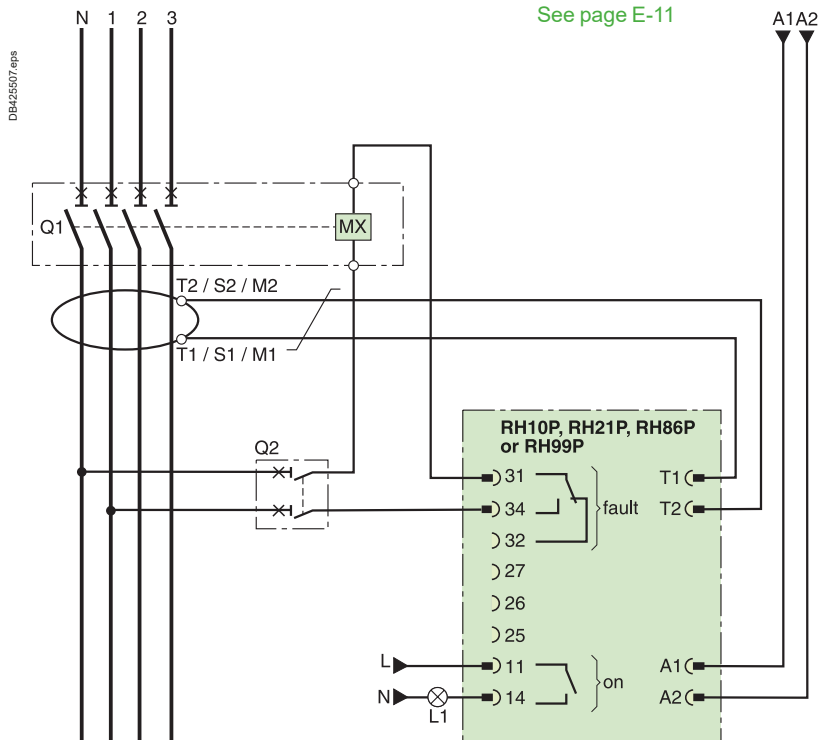 See page E-11
N 1 2 3
A1 A2
DB425507.eps
Q1
MX
T2 / S2 / M2
T1 / S1 / M1
Q2
RH10P, RH21P, RH86P
or RH99P
31
T1
34
fault
T2
32
27
26
25
L
11
A1
on
N
14
A2
L1